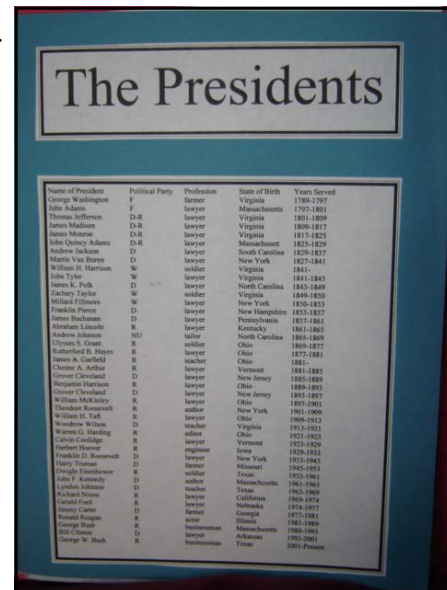 The Presidents
Name of President Political Party Profession State of Birth Years Served
George Washington F farmer Virginia 1789-1797
John Adams F lawyer Massachusetts 1797-1801
Thomas Jefferson D-R lawyer Virginia 1801-1809
James Madison D-R lawyer Virginia 1809-1817
James Monroe D-R lawyer Virginia 1817-1825
John Quincy Adams D-R lawyer Massachusett 1825-1829
Andrew Jackson D lawyer South Carolina 1829-1837
Martin Van Buren D lawyer New York 1827-1841
William H. Harrison W soldier Virginia 1841-
John Tyler W lawyer Virginia 1841-1845
James K. Polk D lawyer North Carolina 1845-1849
Zachary Taylor W soldier Virginia 1849-1850
Millard Fillmore W lawyer New York 1850-1853
Franklin Pierce D lawyer New Hampshire 1853-1857
James Buchanan D lawyer Pennsylvania 1857-1861
Abraham Lincoln R lawyer Kentucky 1861-1865
Andrew Johnson NU tailor North Carolina 1865-1869
Ulysses S. Grant R soldier Ohio 1869-1877
Rutherford B. Hayes R lawyer Ohio 1877-1881
James A. Garfield R teacher Ohio 1881-
Chester A. Arthur R lawyer Vermont 1881-1885
Grover Cleveland D lawyer New Jersey 1885-1889
Benjamin Harrison R lawyer Ohio 1889-1893
Grover Cleveland D lawyer New Jersey 1893-1897
William McKinley R lawyer Ohio 1897-1901
Theodore Roosevelt R author New York 1901-1909
William H. Taft R lawyer Ohio 1909-1913
Woodrow Wilson D teacher Virginia 1913-1921
Warren G. Harding R editor Ohio 1921-1923
Calvin Coolidge R lawyer Vermont 1923-1929
Herbert Hoover R engineer Iowa 1929-1933
Franklin D. Roosevelt D lawyer New York 1933-1945
Harry Truman D farmer Missouri 1945-1953
Dwight Eisenhower R soldier Texas 1953-1961
John F. Kennedy D author Massachusetts 1961-1963
Lyndon Johnson D teacher Texas 1963-1969
Richard Nixon R lawyer California 1969-1974
Gerald Ford R lawyer Nebraska 1974-1977
Jimmy Carter D farmer Georgia 1977-1981
Ronald Reagan R actor Illinois 1981-1989
George Bush R businessman Massachusetts 1989-1993
Bill Clinton D lawyer Arkansas 1993-2001
George W. Bush R businessman Texas 2001-Present